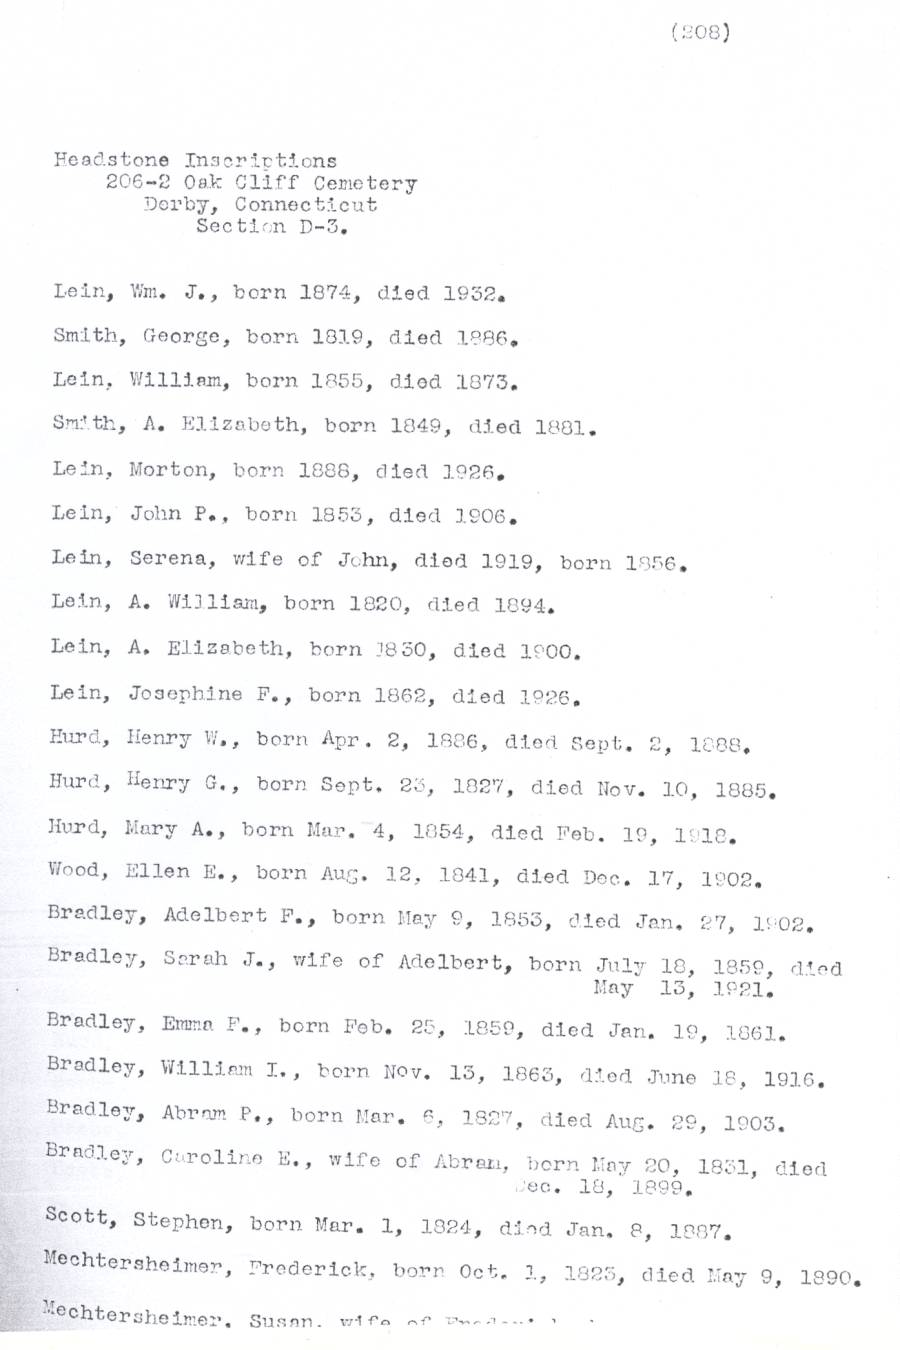 (208)
Headstone Inscriptions
206-2 Oak Cliff Cemetery
Derby, Connecticut
Section D-3.
Lein, Wm. J., born 1874, died 1932.
Smith, George, born 1819, died 1886.
Lein, William, born 1855, died 1873.
Smith, A. Elizabeth, born 1849, died 1881.
Lein, Morton, born 1888, died 1926.
Lein, John P., born 1853, died 1906.
Lein, Serena, wife of John, died 1919, born 1856.
Lein, A. William, born 1820, died 1894.
Lein, A. Elizabeth, born 1830, died 1900.
Lein, Josephine F., born 1862, died 1926.
Hurd, Henry W., born Apr. 2, 1886, died Sept. 2, 1888.
Hurd, Henry G., born Sept. 23, 1827, died Nov. 10, 1885.
Hurd, Mary A., born Mar. 4, 1854, died Feb. 19, 1918.
Wood, Ellen E., born Aug. 12, 1841, died Dec. 17, 1902.
Bradley, Adelbert F., born May 9, 1853, died Jan. 27, 1902.
Bradley, Sarah J., wife of Adelbert, born July 18, 1859, died
May 13, 1921.
Bradley, Emma F., born Feb. 25, 1859, died Jan. 19, 1861.
Bradley, William I., born Nov. 13, 1863, died June 18, 1916.
Bradley, Abram P., born Mar. 6, 1827, died Aug. 29, 1903.
Bradley, Caroline E., wife of Abram, born May 20, 1831, died
Dec. 18, 1899.
Scott, Stephen, born Mar. 1, 1824, died Jan. 8, 1887.
Mechtersheimer, Frederick, born Oct. 1, 1823, died May 9, 1890.
Mechtersheimer, Susan, wife of